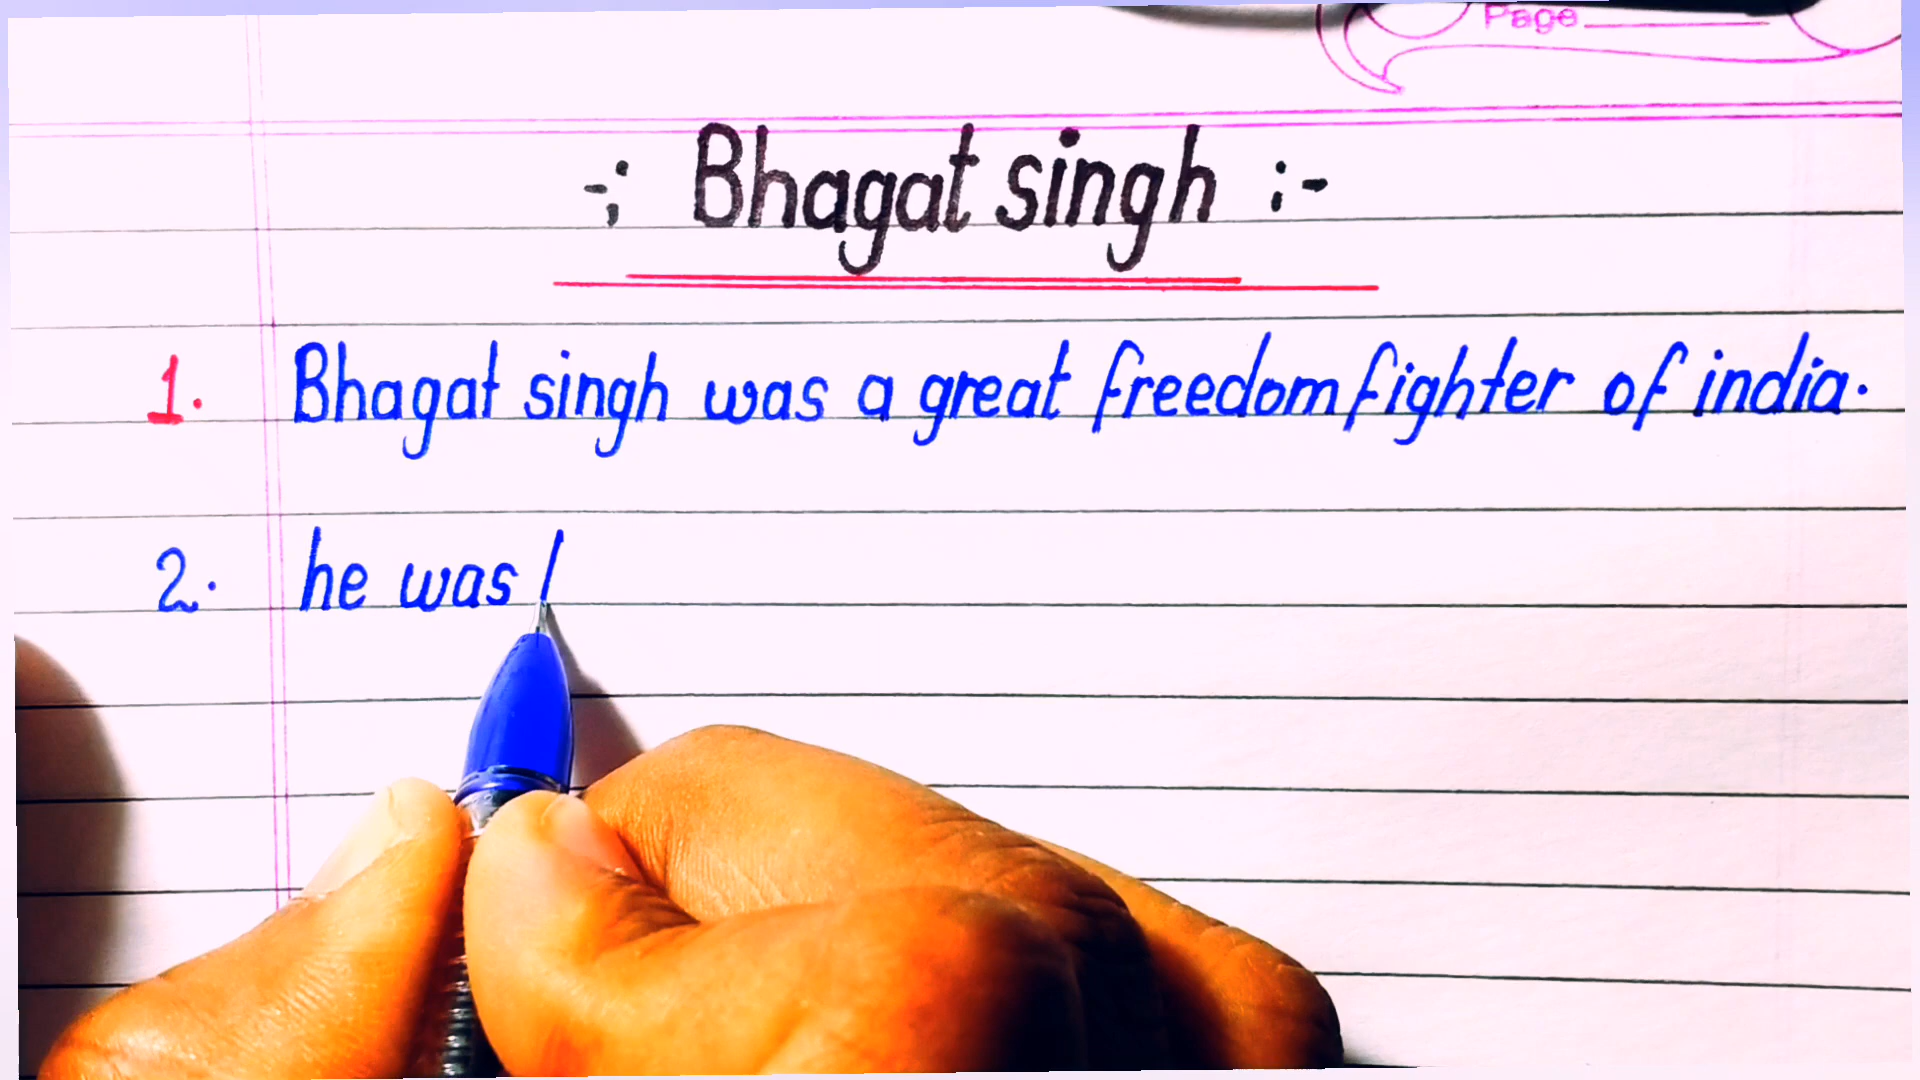 Page
-: Bhagat singh :-
1. Bhagat singh was a great freedom fighter of india.
2. he was